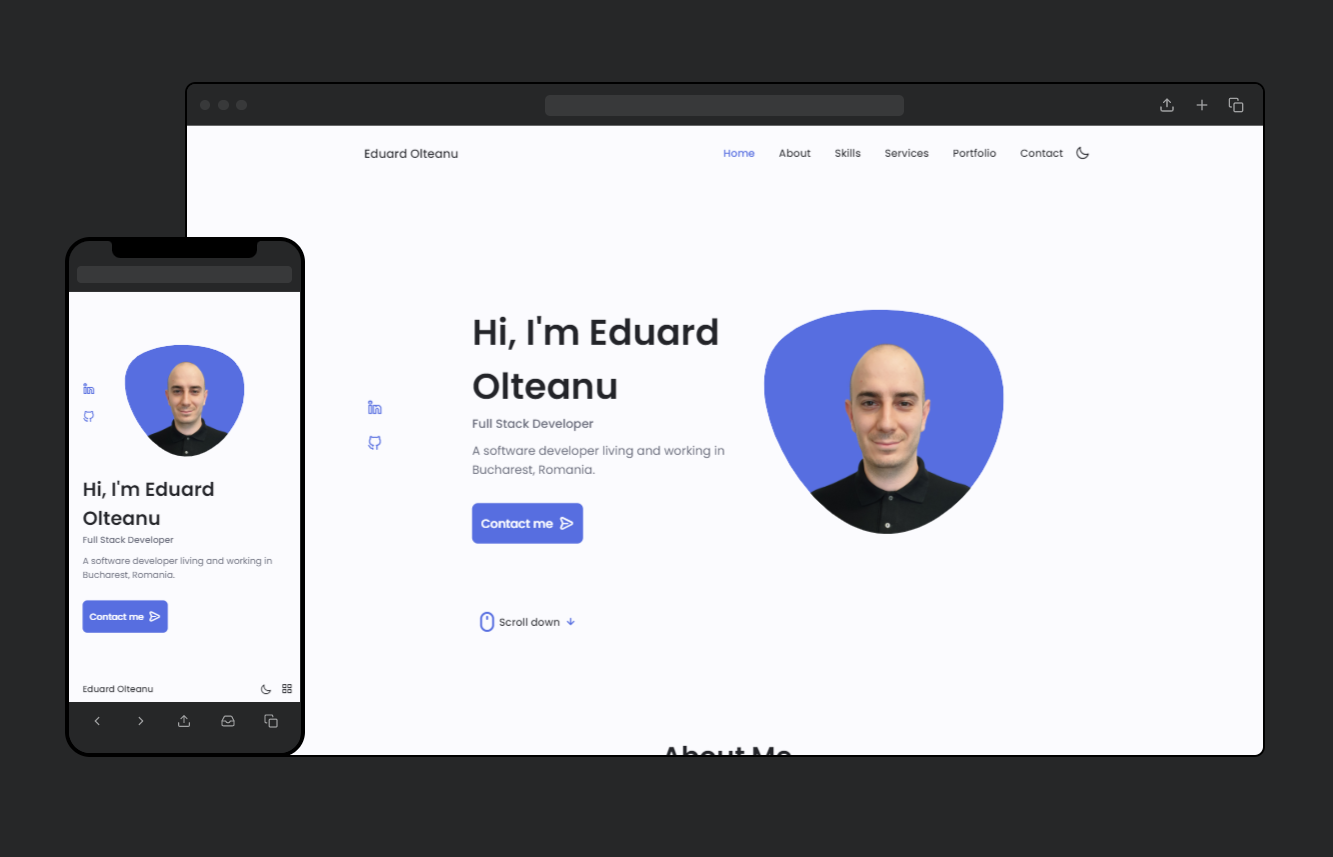 Eduard Olteanu
Home About Skills Services Portfolio Contact
Hi, I'm Eduard
Olteanu
Full Stack Developer
A software developer living and working in
Bucharest, Romania.
Contact me
Scroll down
About Me
Hi, I'm Eduard
Olteanu
Full Stack Developer
A software developer living and working in
Bucharest, Romania.
Contact me
Eduard Olteanu